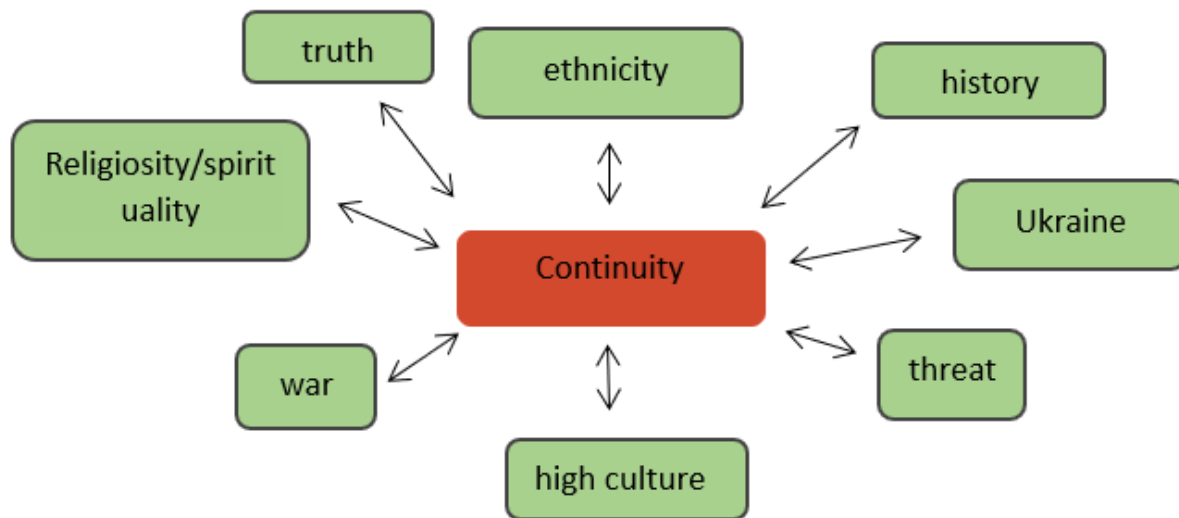 truth
ethnicity
history
Religiosity/spirit
uality
Ukraine
Continuity
war
threat
high culture